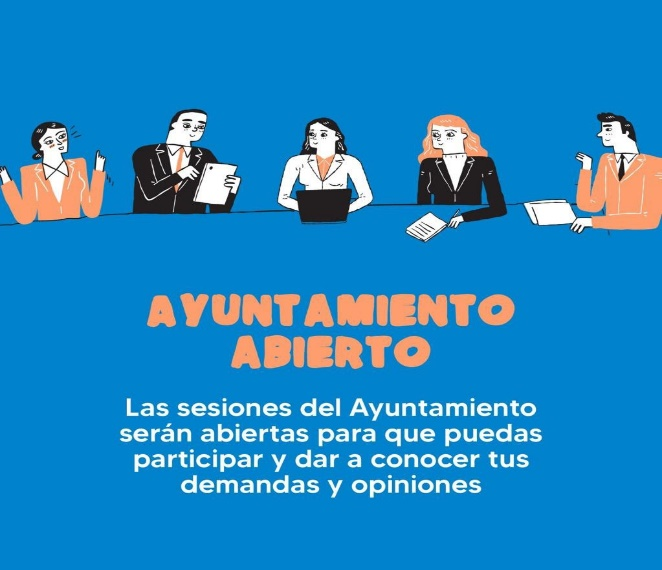 AYUNTAMIENTO
ABIERTO
Las sesiones del Ayuntamiento
serán abiertas para que puedas
participar y dar a conocer tus
demandas y opiniones